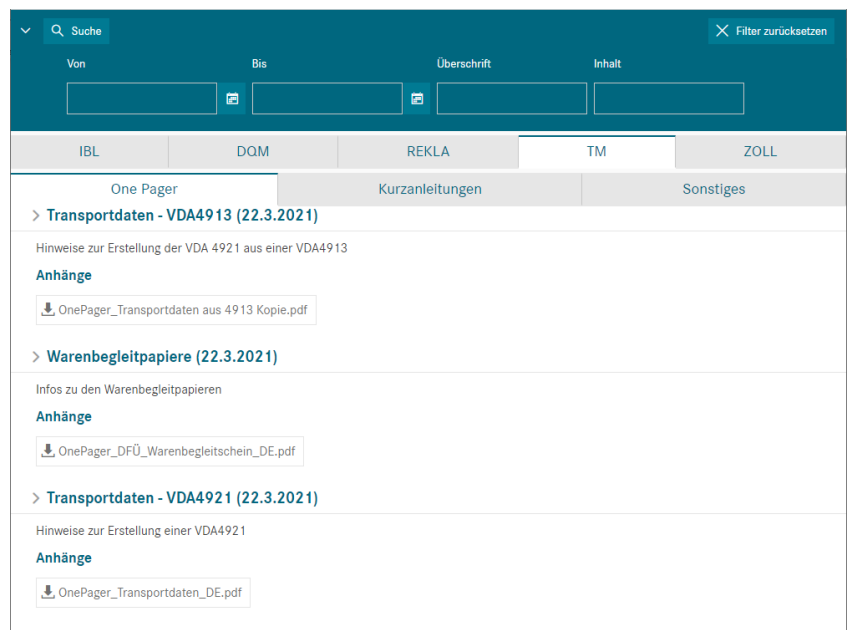 Suche
Filter zurücksetzen
Von Bis Überschrift Inhalt
IBL DQM REKLA TM ZOLL
One Pager Kurzanleitungen Sonstiges
Transportdaten - VDA4913 (22.3.2021)
Hinweise zur Erstellung der VDA 4921 aus einer VDA4913
Anhänge
OnePager_Transportdaten aus 4913 Kopie.pdf
Warenbegleitpapiere (22.3.2021)
Infos zu den Warenbegleitpapieren
Anhänge
OnePager_DFÜ_Warenbegleitschein_DE.pdf
Transportdaten - VDA4921 (22.3.2021)
Hinweise zur Erstellung einer VDA4921
Anhänge
OnePager_Transportdaten_DE.pdf